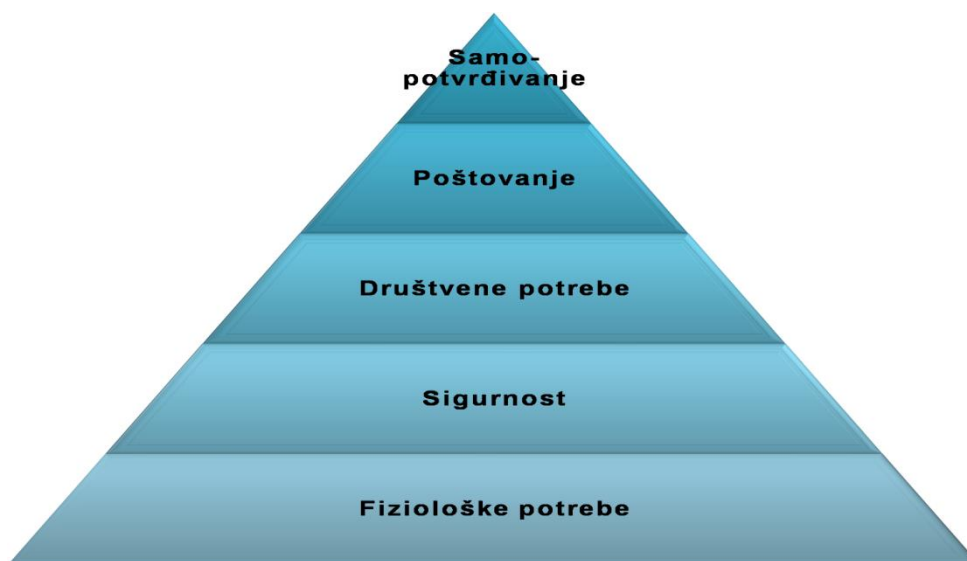 Samo-
potvrđivanje
Poštovanje
Društvene potrebe
Sigurnost
Fiziološke potrebe